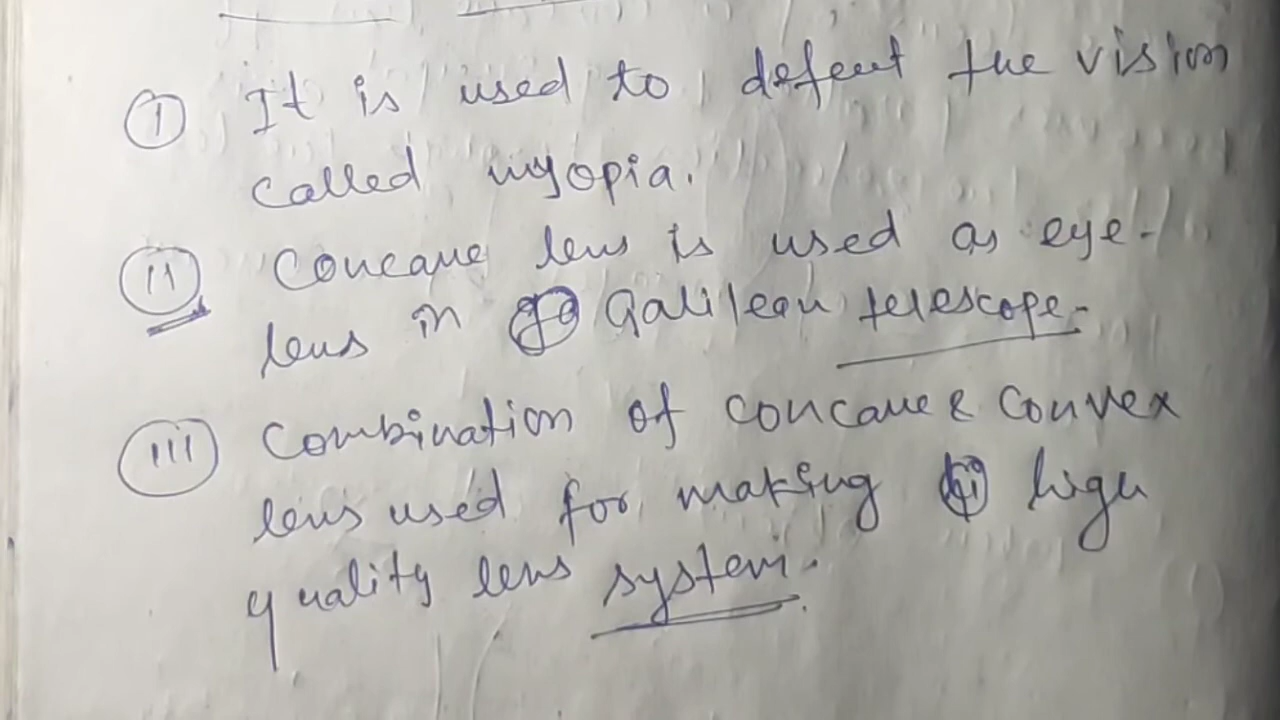 (I) It is used to defect the vision
called myopia.
(II) Concave lens is used as eye-
lens in Galilean telescope.
(III) Combination of concave & convex
lens used for making high
quality lens system.